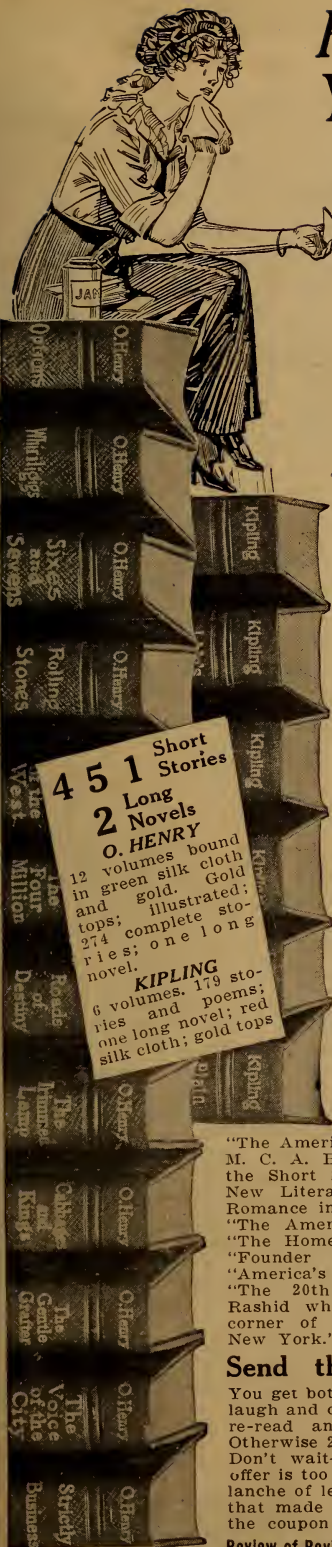 JAM
Options
O.Henry
Whirligigs
O.Henry
Sixes
and
Sevens
O.Henry
Rolling
Stones
O.Henry
the
West
The
Four
Million
Roads
of
Destiny
The
Trimmed
Lamp
O.Henry
Cabbages
and
Kings
O.Henry
The
Gentle
Grafter
O.Henry
The
Voice
of the
City
O.Henry
Strictly
Business
O.Henry
Kipling
Kipling
Kipling
Plain
Kipling
451 Short Stories
2 Long Novels
O. HENRY
12 volumes bound
in green silk cloth
and gold. Gold
tops; illustrated;
274 complete sto-
ries; one long
novel.
KIPLING
6 volumes. 179 sto-
ries and poems;
one long novel; red
silk cloth; gold tops
"The Ameri
M. C. A. B
the Short
New Litera
Romance in
"The Amer
"The Home
"Founder
"America's
"The 20th
Rashid wh
corner of
New York."
Send th
You get bot
laugh and c
re-read an
Otherwise 2
Don't wait-
offer is too
lanche of le
that made
the coupon
Review of Rev